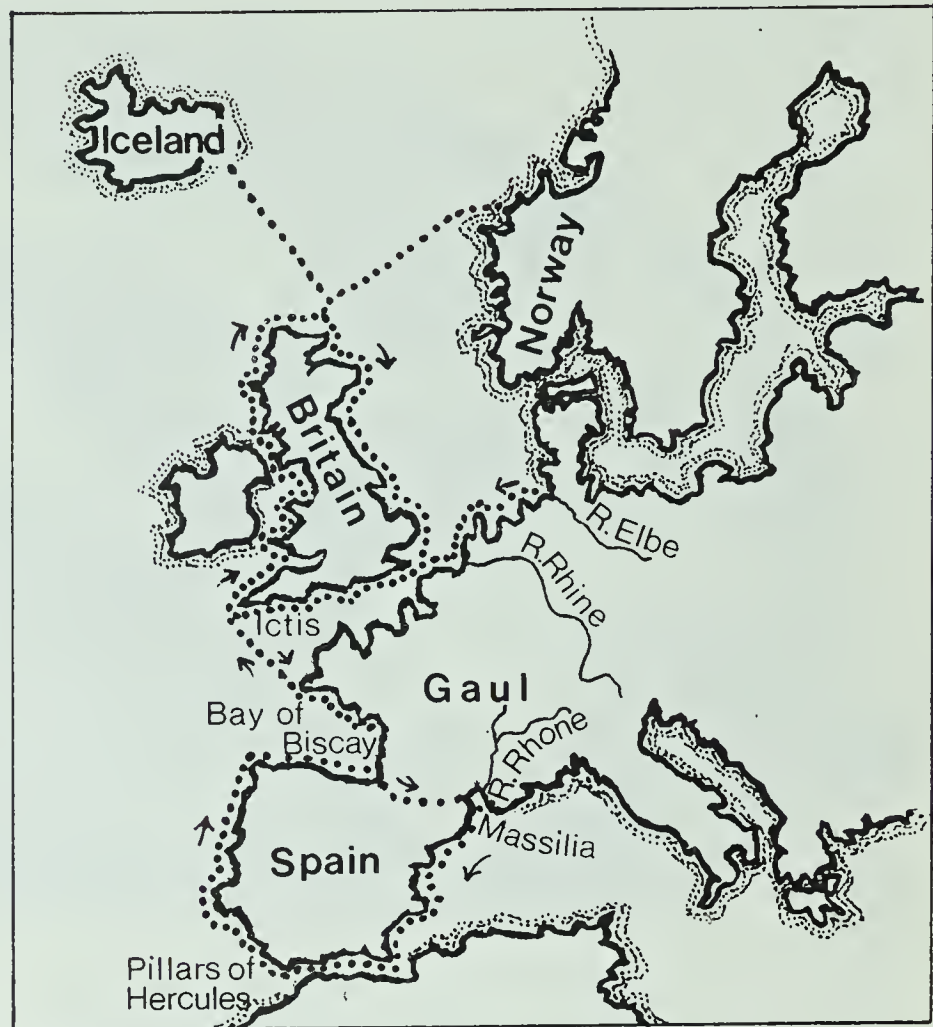 Iceland
Norway
Britain
R.Elbe
R.Rhine
Ictis
Gaul
Bay of
Biscay
R.Rhone
Massilia
Spain
Pillars of
Hercules